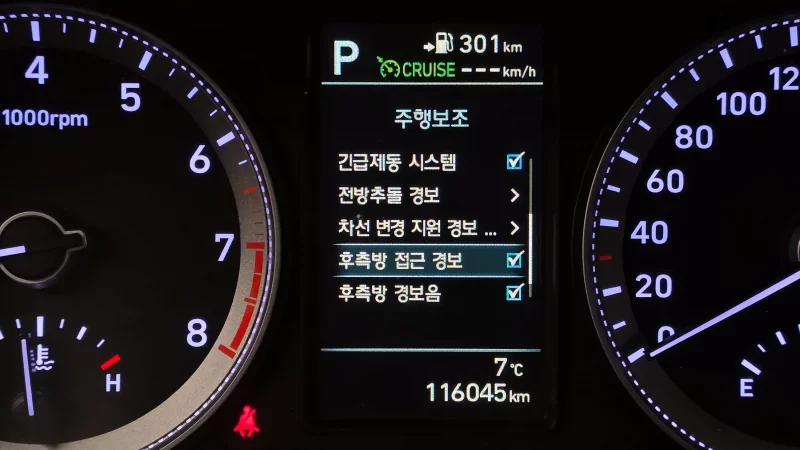 P
301 km
CRUISE ---km/h
주행보조
긴급제동 시스템
전방추돌 경보
차선 변경 지원 경보 ...
후측방 접근 경보
후측방 경보음
7℃
116045km
4
5
6
7
8
x1000rpm
H
0
20
40
60
80
100
12
E